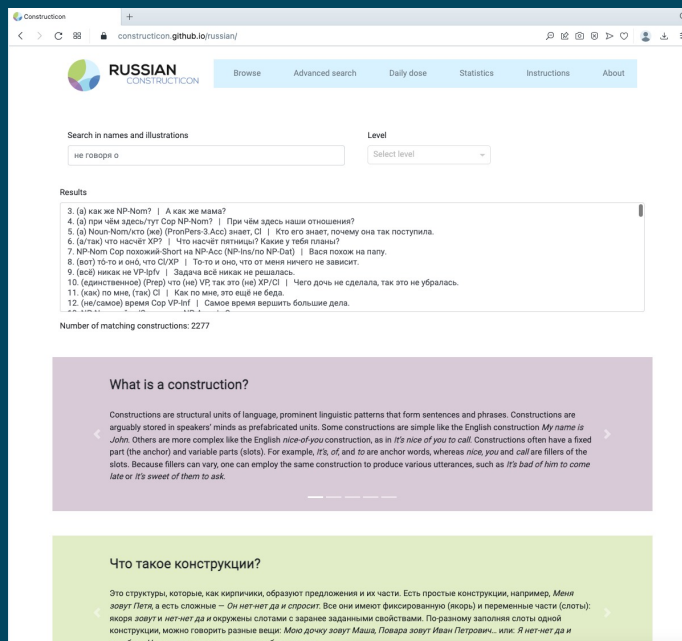 Constructicon
+
constructicon.github.io/russian/
RUSSIAN
CONSTRUCTICON
Browse Advanced search Daily dose Statistics Instructions About
Search in names and illustrations Level
не говоря о Select level
Results
3. (а) как же NP-Nom? | А как же мама?
4. (а) при чём здесь/тут Cop NP-Nom? | При чём здесь наши отношения?
5. (а) Noun-Nom/кто (же) (PronPers-3.Acc) знает, Cl | Кто его знает, почему она так поступила.
6. (а/так) что насчёт XP? | Что насчёт пятницы? Какие у тебя планы?
7. NP-Nom Cop похожий-Short на NP-Acc (NP-Ins/по NP-Dat) | Вася похож на папу.
8. (вот) то́-то и оно́, что Cl/XP | То-то и оно, что от меня ничего не зависит.
9. (всё) никак не VP-Ipfv | Задача всё никак не решалась.
10. (единственное) (Prep) что (не) VP, так это (не) XP/Cl | Чего дочь не сделала, так это не убралась.
11. (как) по мне, (так) Cl | Как по мне, это ещё не беда.
12. (не/самое) время Cop VP-Inf | Самое время вершить большие дела.
Number of matching constructions: 2277
What is a construction?
Constructions are structural units of language, prominent linguistic patterns that form sentences and phrases. Constructions are
arguably stored in speakers' minds as prefabricated units. Some constructions are simple like the English construction My name is
John. Others are more complex like the English nice-of-you construction, as in It's nice of you to call. Constructions often have a fixed
part (the anchor) and variable parts (slots). For example, It's, of, and to are anchor words, whereas nice, you and call are fillers of the
slots. Because fillers can vary, one can employ the same construction to produce various utterances, such as It's bad of him to come
late or It's sweet of them to ask.
Что такое конструкции?
Это структуры, которые, как кирпичики, образуют предложения и их части. Есть простые конструкции, например, Меня
зовут Петя, а есть сложные — Он нет-нет да и спросит. Все они имеют фиксированную (якорь) и переменные части (слоты):
якоря зовут и нет-нет да и окружены слотами с заранее заданными свойствами. По-разному заполняя слоты одной
конструкции, можно говорить разные вещи: Мою дочку зовут Маша, Повара зовут Иван Петрович... или: Я нет-нет да и